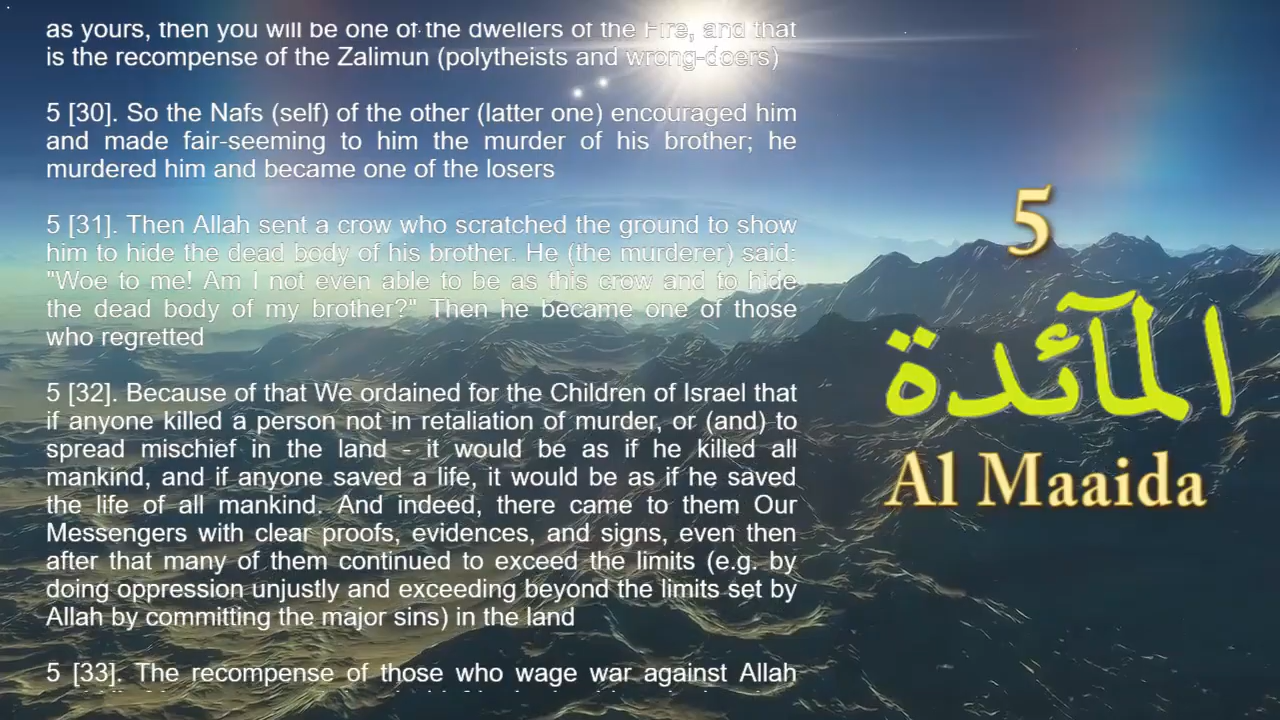 as yours, then you will be one of the dwellers of the Fire, and that
is the recompense of the Zalimun (polytheists and wrong-doers)
5 [30]. So the Nafs (self) of the other (latter one) encouraged him
and made fair-seeming to him the murder of his brother; he
murdered him and became one of the losers
5 [31]. Then Allah sent a crow who scratched the ground to show
him to hide the dead body of his brother. He (the murderer) said:
"Woe to me! Am I not even able to be as this crow and to hide
the dead body of my brother?" Then he became one of those
who regretted
5 [32]. Because of that We ordained for the Children of Israel that
if anyone killed a person not in retaliation of murder, or (and) to
spread mischief in the land - it would be as if he killed all
mankind, and if anyone saved a life, it would be as if he saved
the life of all mankind. And indeed, there came to them Our
Messengers with clear proofs, evidences, and signs, even then
after that many of them continued to exceed the limits (e.g. by
doing oppression unjustly and exceeding beyond the limits set by
Allah by committing the major sins) in the land
5 [33]. The recompense of those who wage war against Allah
5
المآئدة
Al Maaida